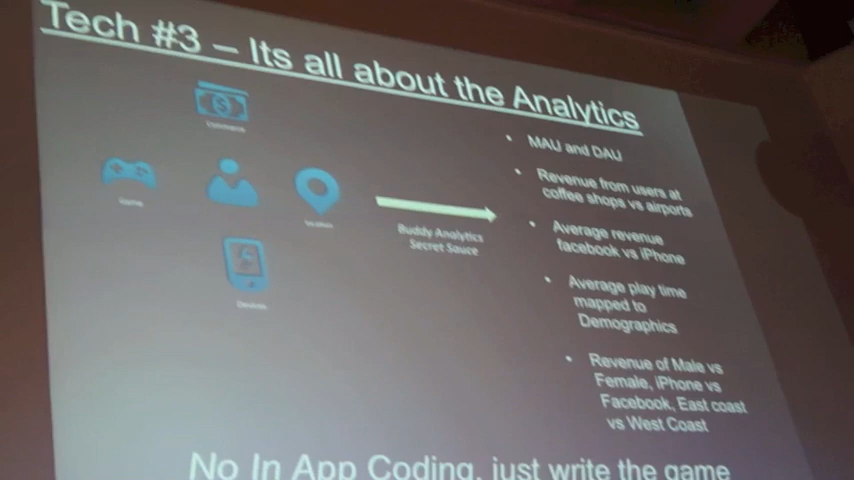 Tech #3 – Its all about the Analytics
Commerce
Game
Location
Devices
Buddy Analytics
Secret Sauce
• MAU and DAU
• Revenue from users at
coffee shops vs airports
• Average revenue
facebook vs iPhone
• Average play time
mapped to
Demographics
• Revenue of Male vs
Female, iPhone vs
Facebook, East coast
vs West Coast
No In App Coding, just write the game